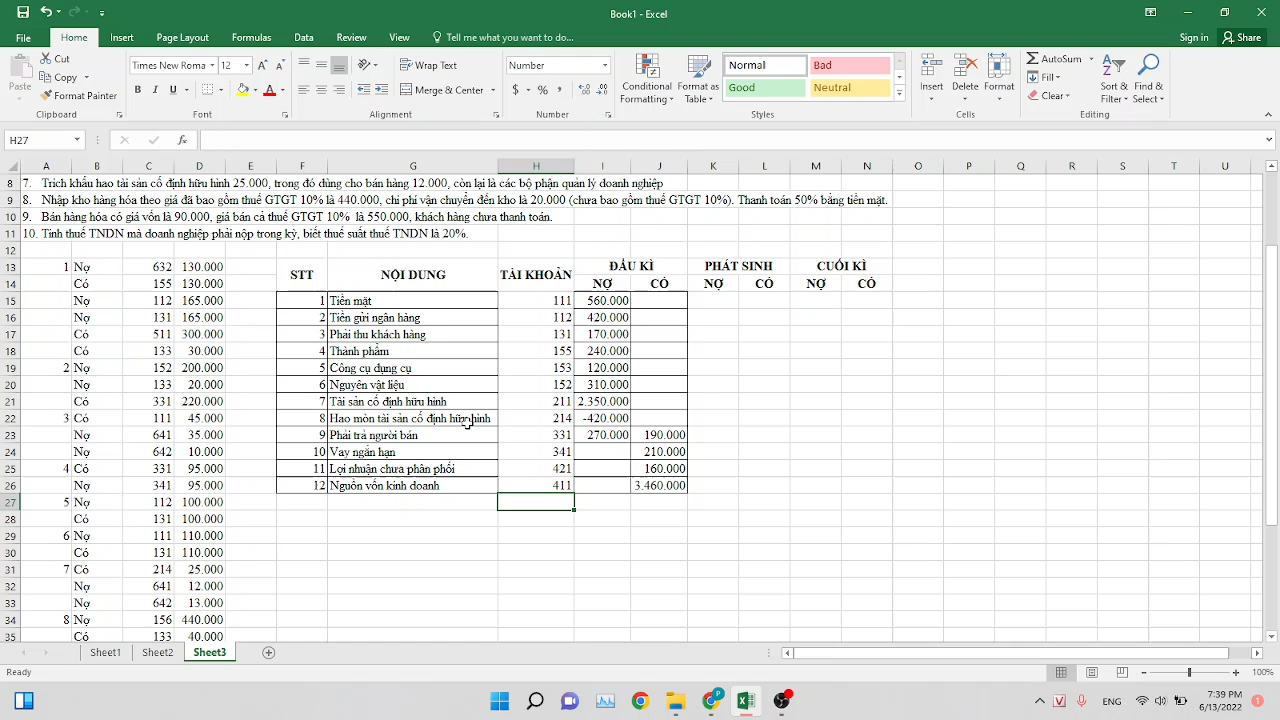 Book1 - Excel
File Home Insert Page Layout Formulas Data Review View Tell me what you want to do... Sign in Share
Paste Cut Copy Format Painter Clipboard
Times New Roma 12 B I U A Font
Wrap Text Merge & Center Alignment
Number $ % , Number
Conditional Formatting Format as Table Normal Bad Good Neutral Styles
Insert Delete Format Cells
AutoSum Fill Clear Sort & Filter Find & Select Editing
H27 fx
A B C D E F G H I J K L M N O P Q R S T U
8 7. Trích khấu hao tài sản cố định hữu hình 25.000, trong đó dùng cho bán hàng 12.000, còn lại là các bộ phận quản lý doanh nghiệp
9 8. Nhập kho hàng hóa theo giá đã bao gồm thuế GTGT 10% là 440.000, chi phí vận chuyển đến kho là 20.000 (chưa bao gồm thuế GTGT 10%). Thanh toán 50% bằng tiền mặt.
10 9. Bán hàng hóa có giá vốn là 90.000, giá bán cả thuế GTGT 10% là 550.000, khách hàng chưa thanh toán.
11 10. Tính thuế TNDN mà doanh nghiệp phải nộp trong kỳ, biết thuế suất thuế TNDN là 20%.
12
13 1 Nợ 632 130.000 STT NỘI DUNG TÀI KHOẢN ĐẦU KÌ PHÁT SINH CUỐI KÌ
14 Có 155 130.000 NỢ CÓ NỢ CÓ NỢ CÓ
15 Nợ 112 165.000 1 Tiền mặt 111 560.000
16 Nợ 131 165.000 2 Tiền gửi ngân hàng 112 420.000
17 Có 511 300.000 3 Phải thu khách hàng 131 170.000
18 Có 133 30.000 4 Thành phẩm 155 240.000
19 2 Nợ 152 200.000 5 Công cụ dụng cụ 153 120.000
20 Nợ 133 20.000 6 Nguyên vật liệu 152 310.000
21 Có 331 220.000 7 Tài sản cố định hữu hình 211 2.350.000
22 3 Có 111 45.000 8 Hao mòn tài sản cố định hữu hình 214 -420.000
23 Nợ 641 35.000 9 Phải trả người bán 331 270.000 190.000
24 Nợ 642 10.000 10 Vay ngắn hạn 341 210.000
25 4 Có 331 95.000 11 Lợi nhuận chưa phân phối 421 160.000
26 Nợ 341 95.000 12 Nguồn vốn kinh doanh 411 3.460.000
27 5 Nợ 112 100.000
28 Có 131 100.000
29 6 Nợ 111 110.000
30 Có 131 110.000
31 7 Có 214 25.000
32 Nợ 641 12.000
33 Nợ 642 13.000
34 8 Nợ 156 440.000
35 Có 133 40.000
Sheet1 Sheet2 Sheet3
Ready 100%
ENG 7:39 PM
6/13/2022 1